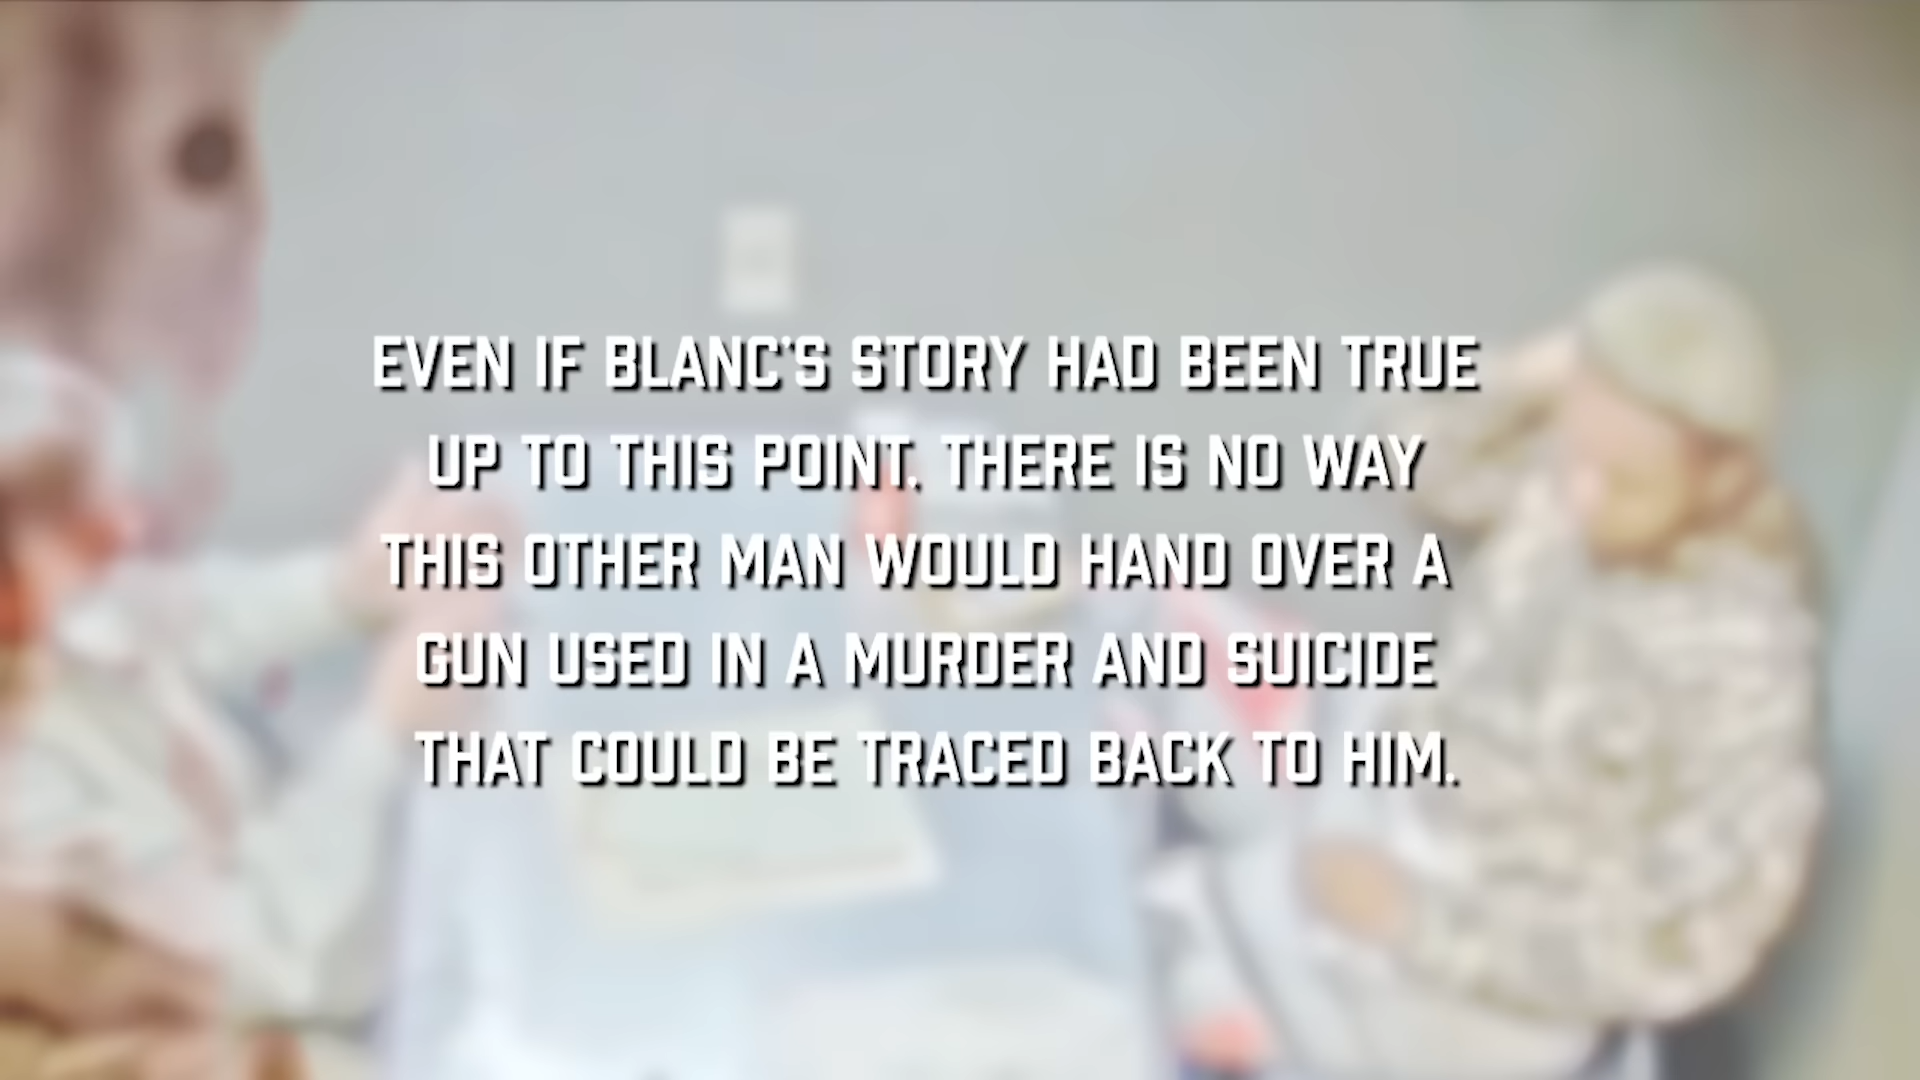 EVEN IF BLANC'S STORY HAD BEEN TRUE
UP TO THIS POINT, THERE IS NO WAY
THIS OTHER MAN WOULD HAND OVER A
GUN USED IN A MURDER AND SUICIDE
THAT COULD BE TRACED BACK TO HIM.